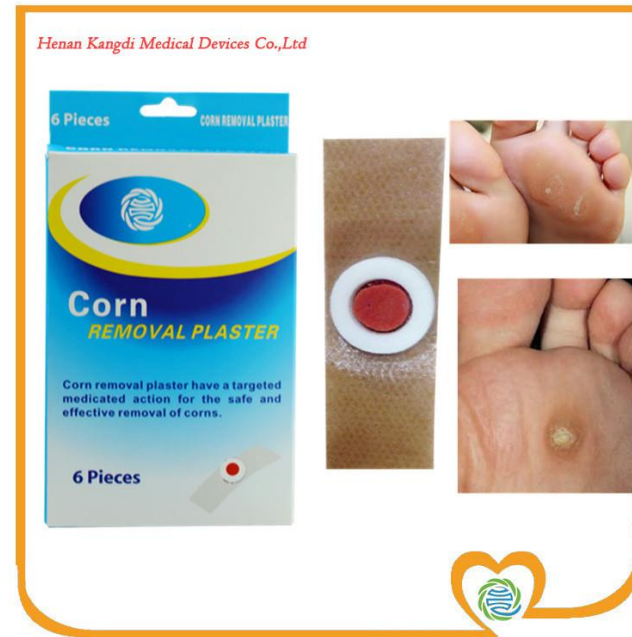 Henan Kangdi Medical Devices Co.,Ltd
6 Pieces
CORN REMOVAL PLASTER
Corn
REMOVAL PLASTER
Corn removal plaster have a targeted
medicated action for the safe and
effective removal of corns.
6 Pieces